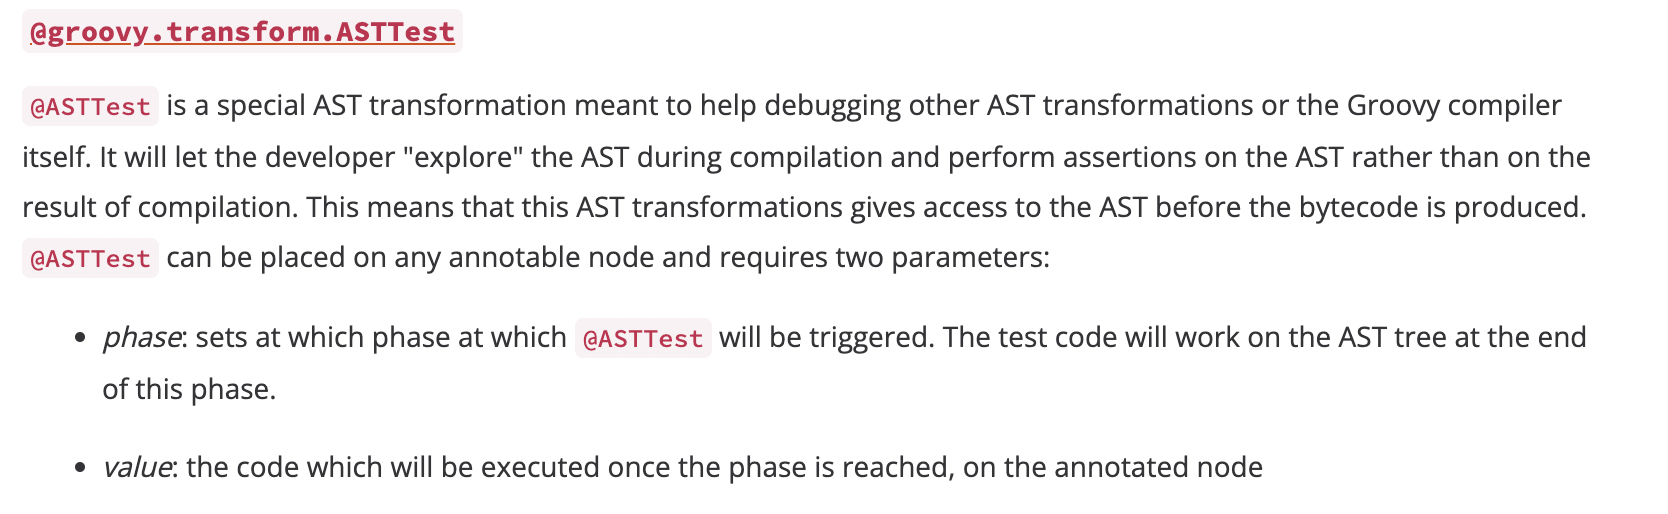 @groovy.transform.ASTTest
@ASTTest is a special AST transformation meant to help debugging other AST transformations or the Groovy compiler
itself. It will let the developer "explore" the AST during compilation and perform assertions on the AST rather than on the
result of compilation. This means that this AST transformations gives access to the AST before the bytecode is produced.
@ASTTest can be placed on any annotable node and requires two parameters:
• phase: sets at which phase at which @ASTTest will be triggered. The test code will work on the AST tree at the end
of this phase.
• value: the code which will be executed once the phase is reached, on the annotated node